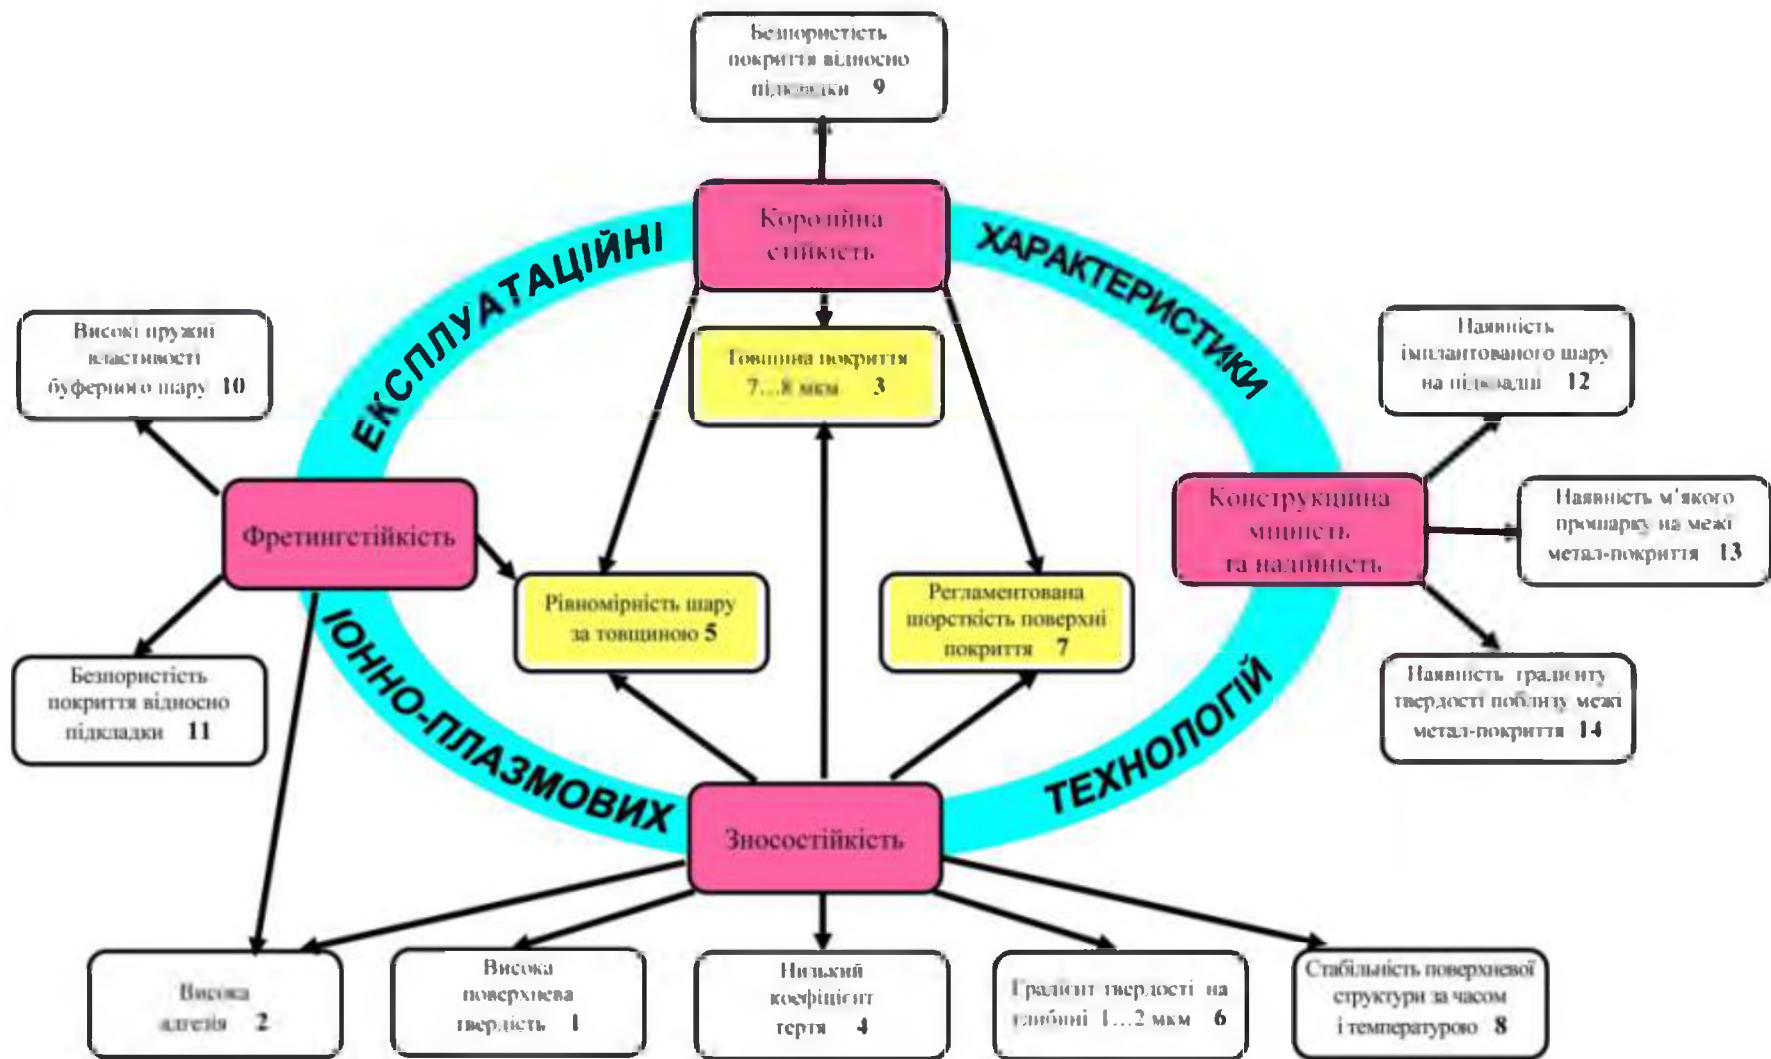 Безпористість
покриття відносно
підкладки 9
Корозійна
стійкість
ЕКСПЛУАТАЦІЙНІ
ХАРАКТЕРИСТИКИ
Високі пружні
властивості
буферного шару 10
Товщина покриття
7...8 мкм 3
Наявність
імплантованого шару
на підкладці 12
Фретингстійкість
Конструкційна
міцність
та надійність
Наявність м'якого
прошарку на межі
метал-покриття 13
Рівномірність шару
за товщиною 5
Регламентована
шорсткість поверхні
покриття 7
Безпористість
покриття відносно
підкладки 11
Наявність градієнту
твердості поблизу межі
метал-покриття 14
ІОННО-ПЛАЗМОВИХ
ТЕХНОЛОГІЙ
Зносостійкість
Висока
адгезія 2
Висока
поверхнева
твердість 1
Низький
коефіцієнт
тертя 4
Градієнт твердості на
глибині 1...2 мкм 6
Стабільність поверхневої
структури за часом
і температурою 8